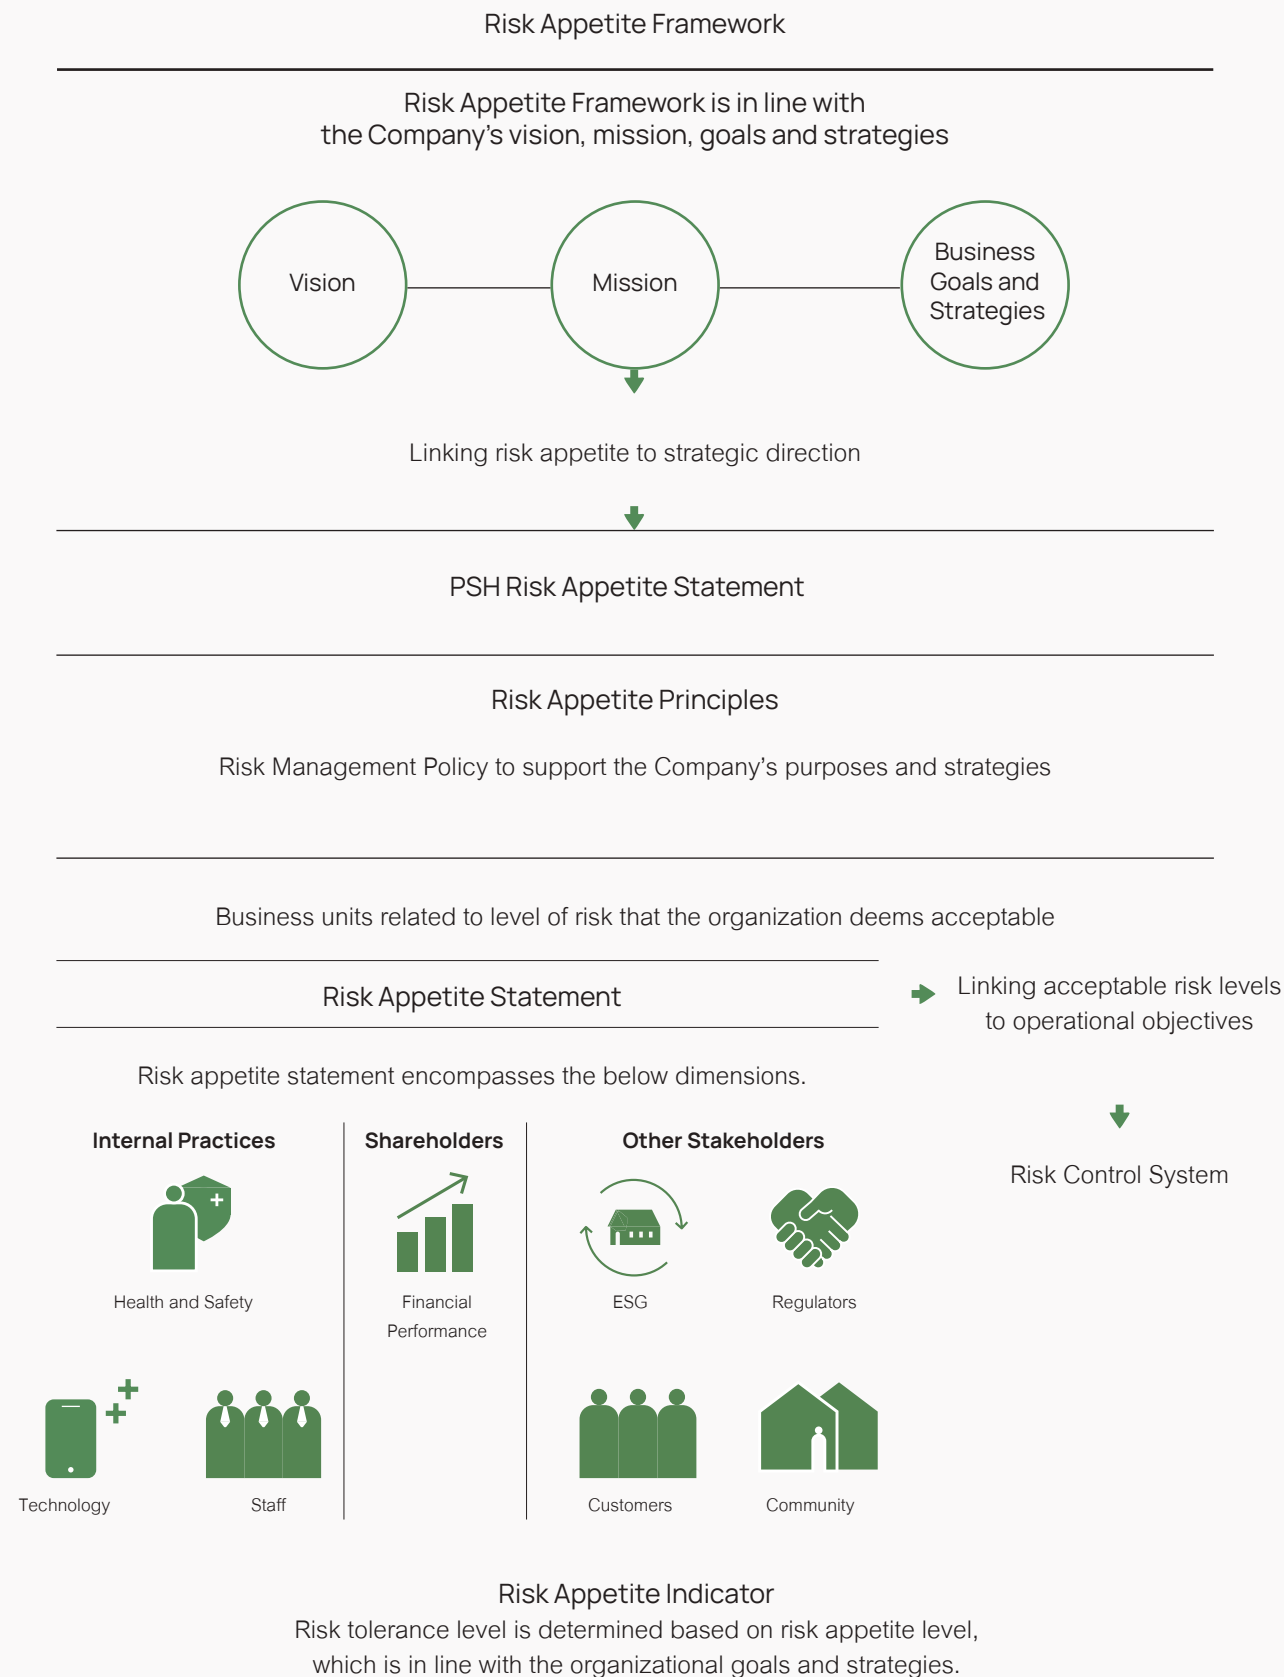 Risk Appetite Framework
Risk Appetite Framework is in line with
the Company's vision, mission, goals and strategies
Vision
Mission
Business
Goals and
Strategies
Linking risk appetite to strategic direction
PSH Risk Appetite Statement
Risk Appetite Principles
Risk Management Policy to support the Company's purposes and strategies
Business units related to level of risk that the organization deems acceptable
Risk Appetite Statement
Linking acceptable risk levels
to operational objectives
Risk Control System
Risk appetite statement encompasses the below dimensions.
Internal Practices
Health and Safety
Technology
Staff
Shareholders
Financial
Performance
Other Stakeholders
ESG
Regulators
Customers
Community
Risk Appetite Indicator
Risk tolerance level is determined based on risk appetite level,
which is in line with the organizational goals and strategies.